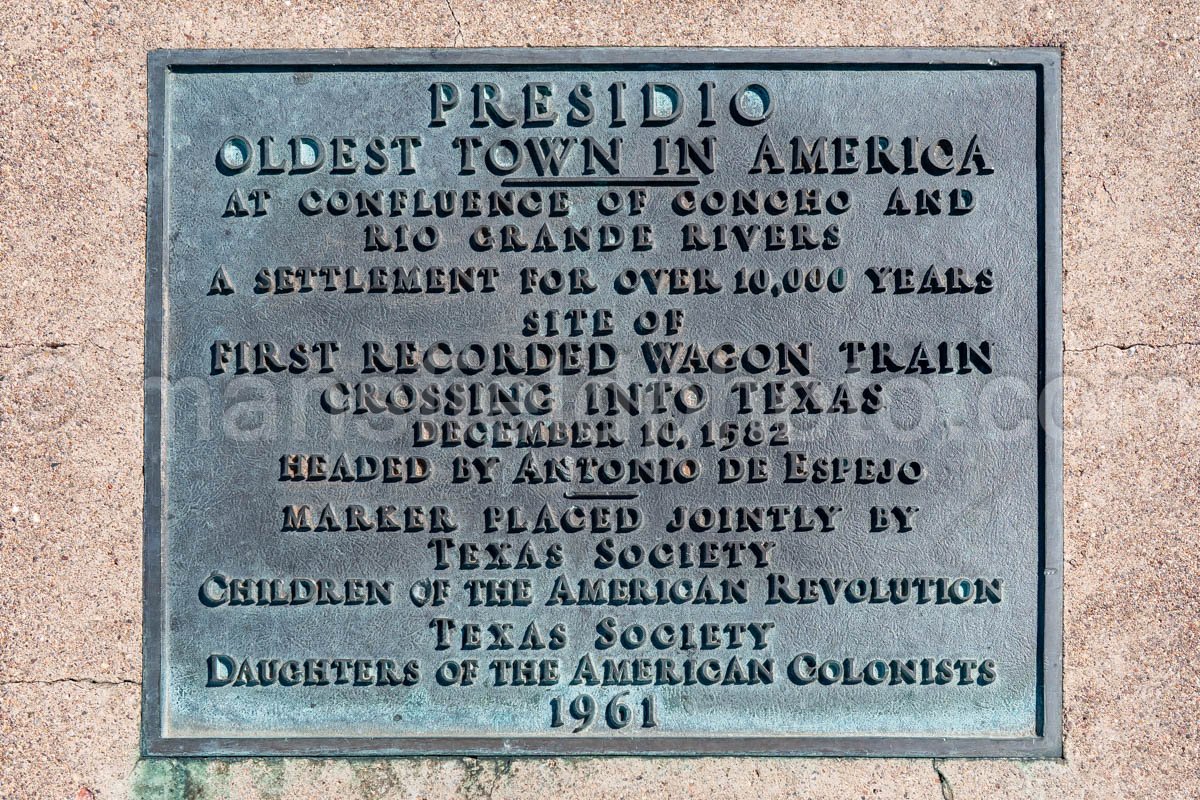 PRESIDIO
OLDEST TOWN IN AMERICA
AT CONFLUENCE OF CONCHO AND
RIO GRANDE RIVERS
A SETTLEMENT FOR OVER 10,000 YEARS
SITE OF
FIRST RECORDED WAGON TRAIN
CROSSING INTO TEXAS
DECEMBER 10, 1582
HEADED BY ANTONIO DE ESPEJO
MARKER PLACED JOINTLY BY
TEXAS SOCIETY
CHILDREN OF THE AMERICAN REVOLUTION
TEXAS SOCIETY
DAUGHTERS OF THE AMERICAN COLONISTS
1961